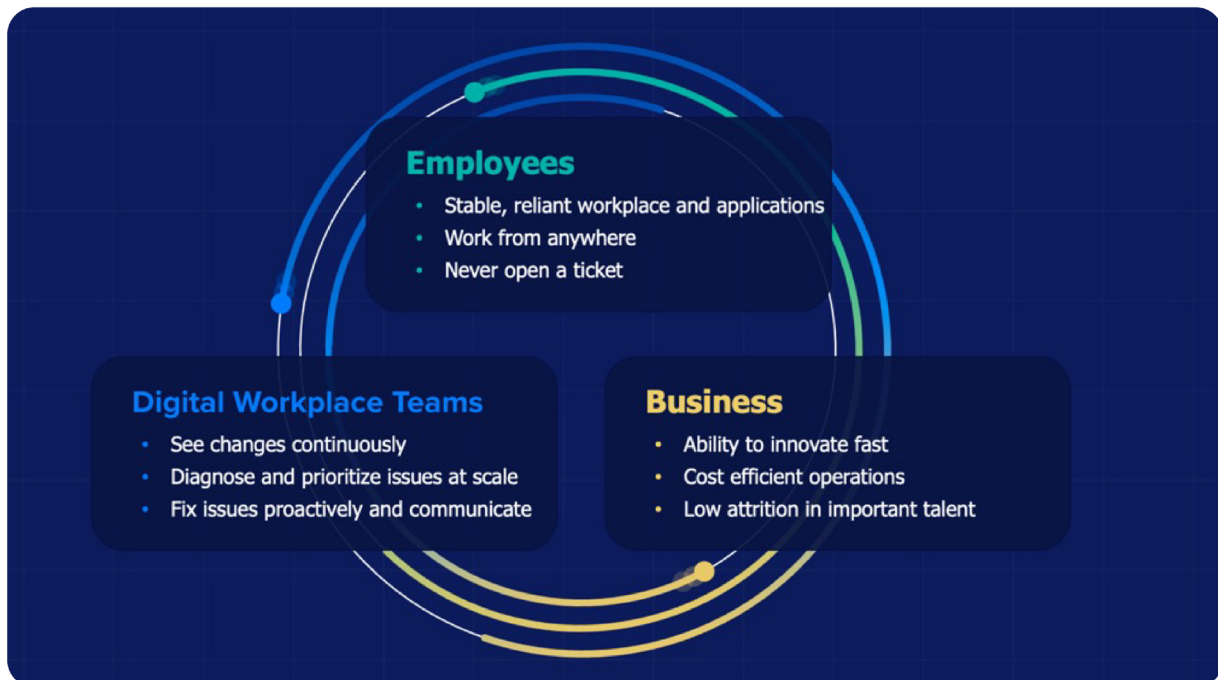 Employees
• Stable, reliant workplace and applications
• Work from anywhere
• Never open a ticket
Digital Workplace Teams
• See changes continuously
• Diagnose and prioritize issues at scale
• Fix issues proactively and communicate
Business
• Ability to innovate fast
• Cost efficient operations
• Low attrition in important talent